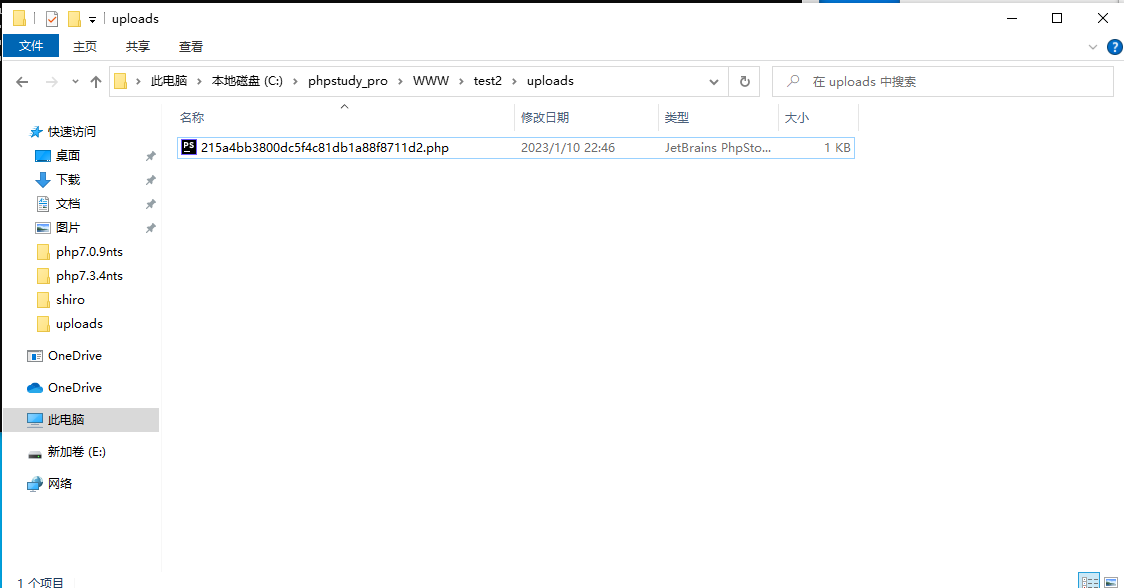 uploads
文件 主页 共享 查看
此电脑 › 本地磁盘 (C:) › phpstudy_pro › WWW › test2 › uploads
在 uploads 中搜索
名称 修改日期 类型 大小
PS 215a4bb3800dc5f4c81db1a88f8711d2.php 2023/1/10 22:46 JetBrains PhpSto... 1 KB
快速访问
桌面
下载
文档
图片
php7.0.9nts
php7.3.4nts
shiro
uploads
OneDrive
OneDrive
此电脑
新加卷 (E:)
网络
1 个项目